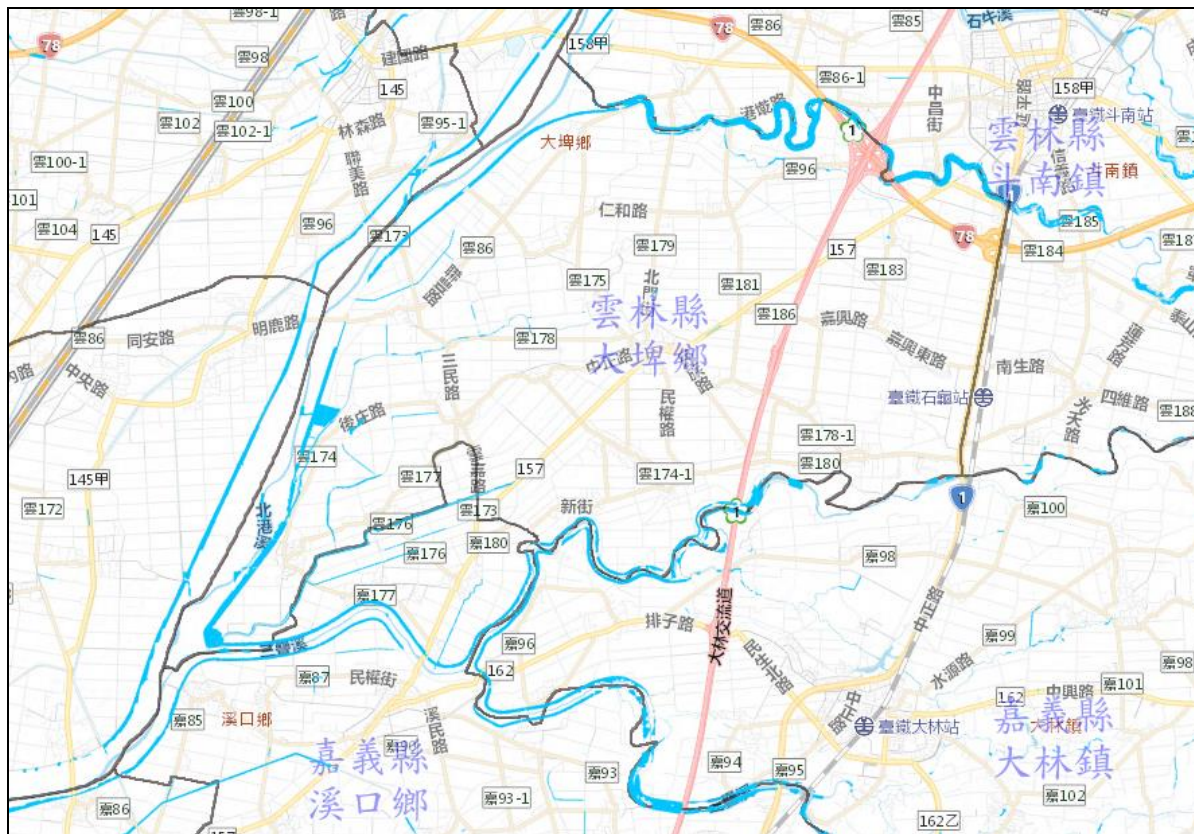 雲98-1
78
雲98
建國路
158甲
78
雲86
雲85
石牛溪
雲86-1
145
雲100
雲102
雲102-1
林森路
雲95-1
聯美路
大埤鄉
中昌街
158甲
臺鐵斗南站
雲林縣
斗南鎮
1
雲100-1
雲96
101
雲104
145
雲96
雲173
仁和路
雲86
雲179
157
78
1
雲185
雲184
雲183
雲175
雲181
雲林縣
大埤鄉
雲186
嘉興路
嘉興東路
雲86
同安路
明鹿路
雲178
南生路
中央路
三民路
民權路
臺鐵石龜站
四維路
雲188
後庄路
雲174
雲177
157
雲178-1
雲180
雲174-1
145甲
雲172
北港溪
雲176
雲173
新街
1
1
嘉100
嘉176
嘉180
嘉98
嘉177
中正路
嘉96
排子路
大林交流道
嘉99
嘉98
嘉87
民權街
162
民生北路
水源路
162
中興路
嘉101
嘉85
溪口鄉
溪民路
中正路
臺鐵大林站
嘉義縣
大林鎮
嘉義縣
溪口鄉
嘉93
嘉94
嘉95
嘉86
嘉93-1
嘉102
162乙